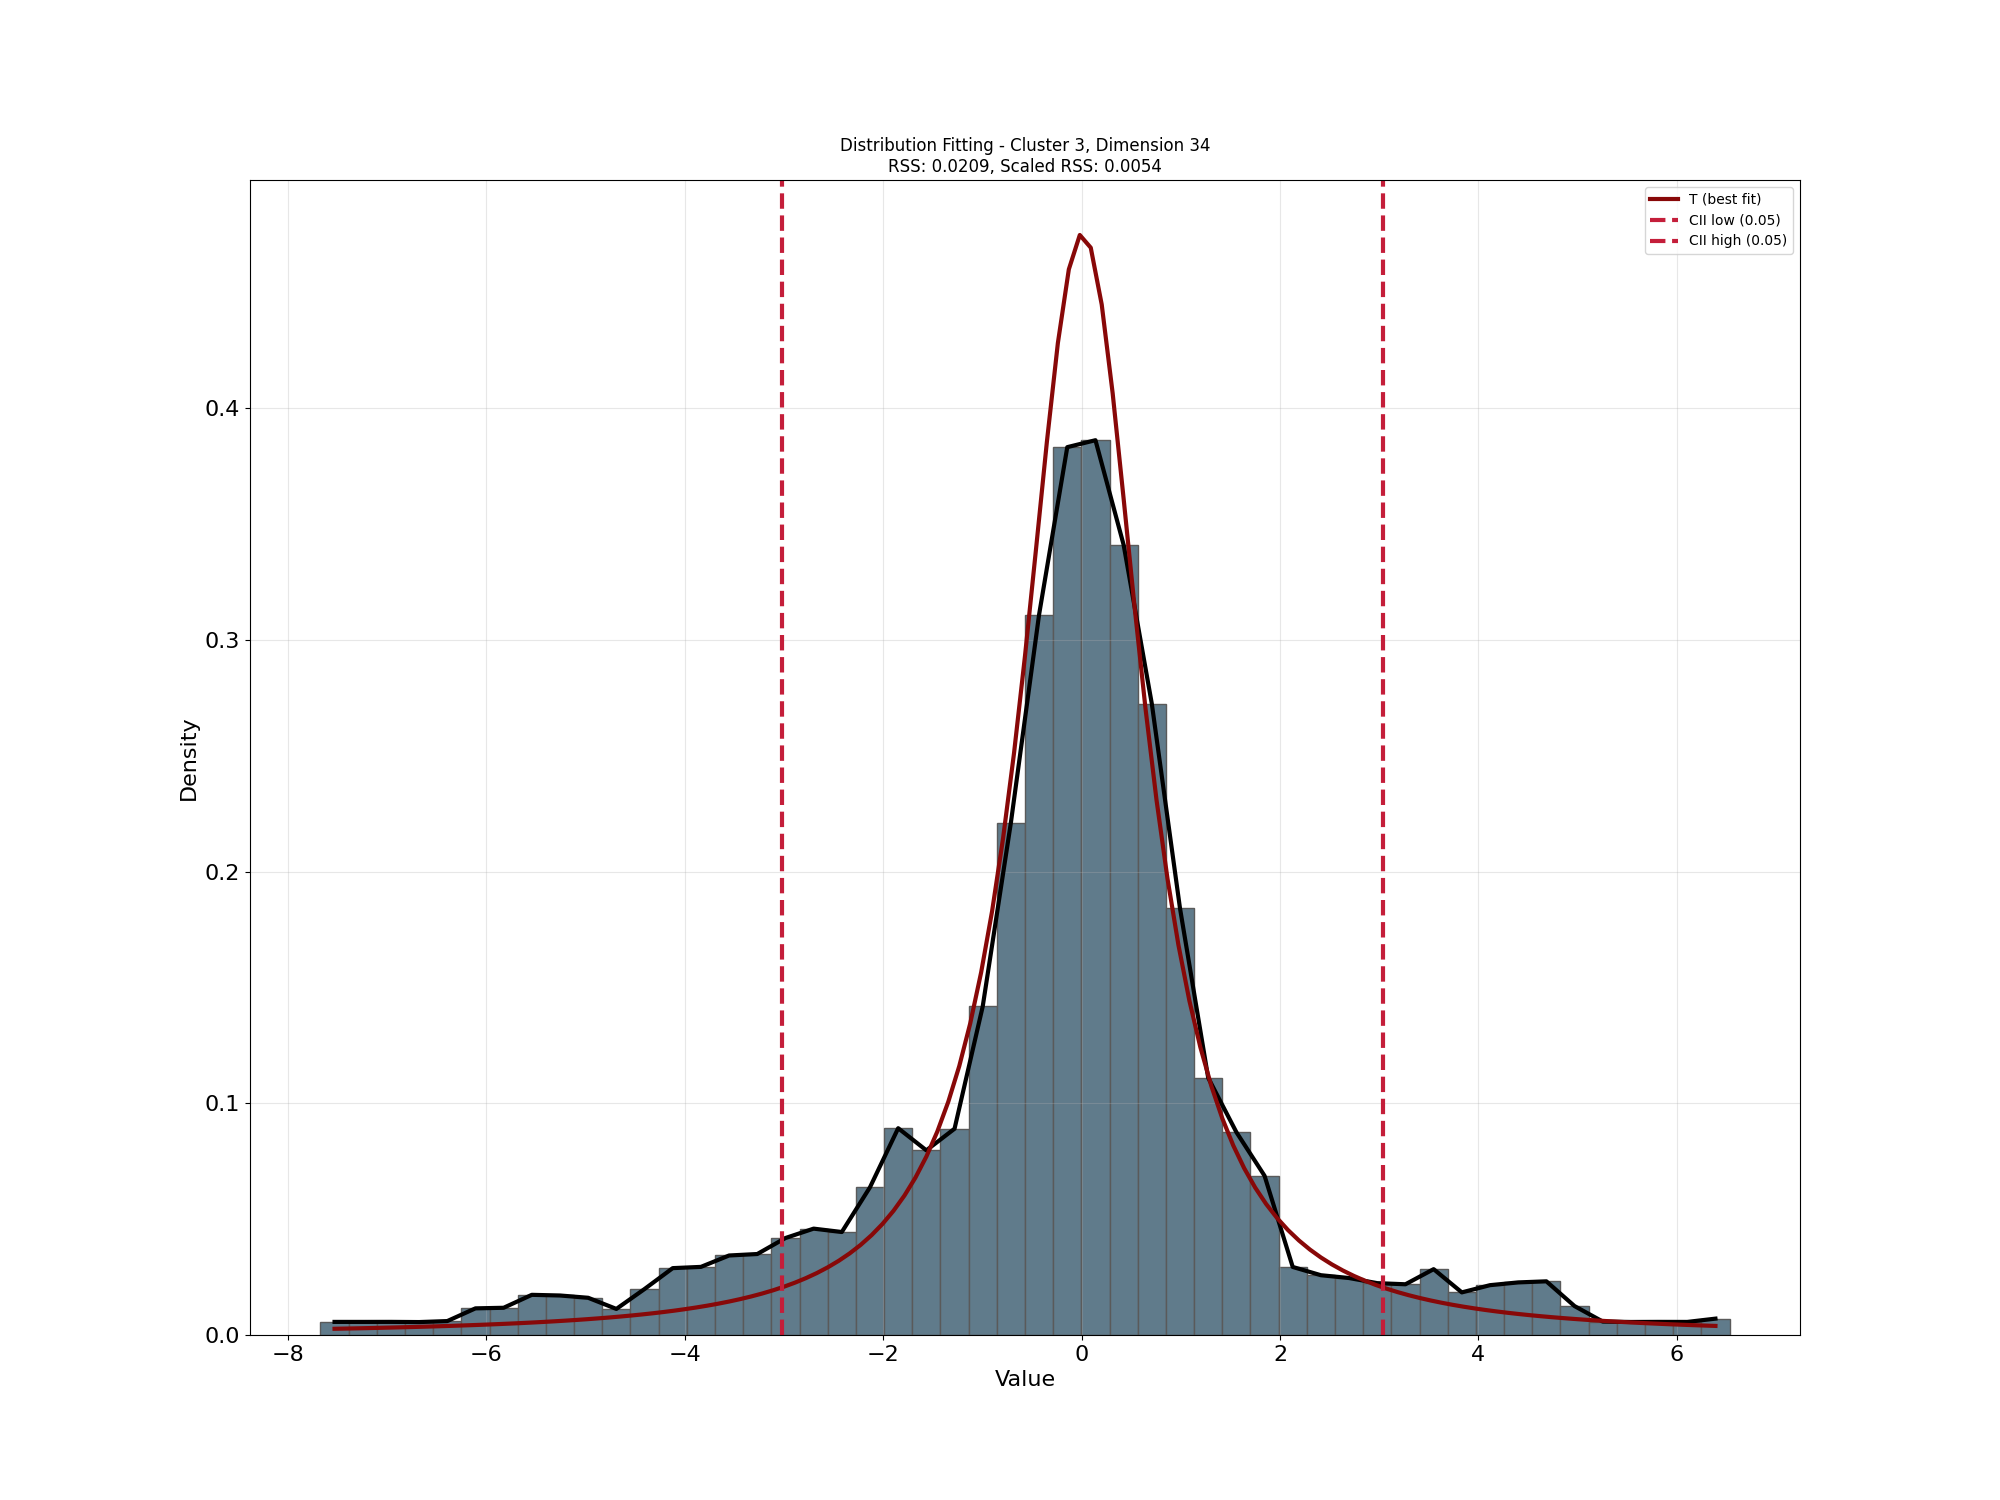 Distribution Fitting - Cluster 3, Dimension 34
RSS: 0.0209, Scaled RSS: 0.0054
T (best fit)
CII low (0.05)
CII high (0.05)
Density
0.4
0.3
0.2
0.1
0.0
−8 −6 −4 −2 0 2 4 6
Value